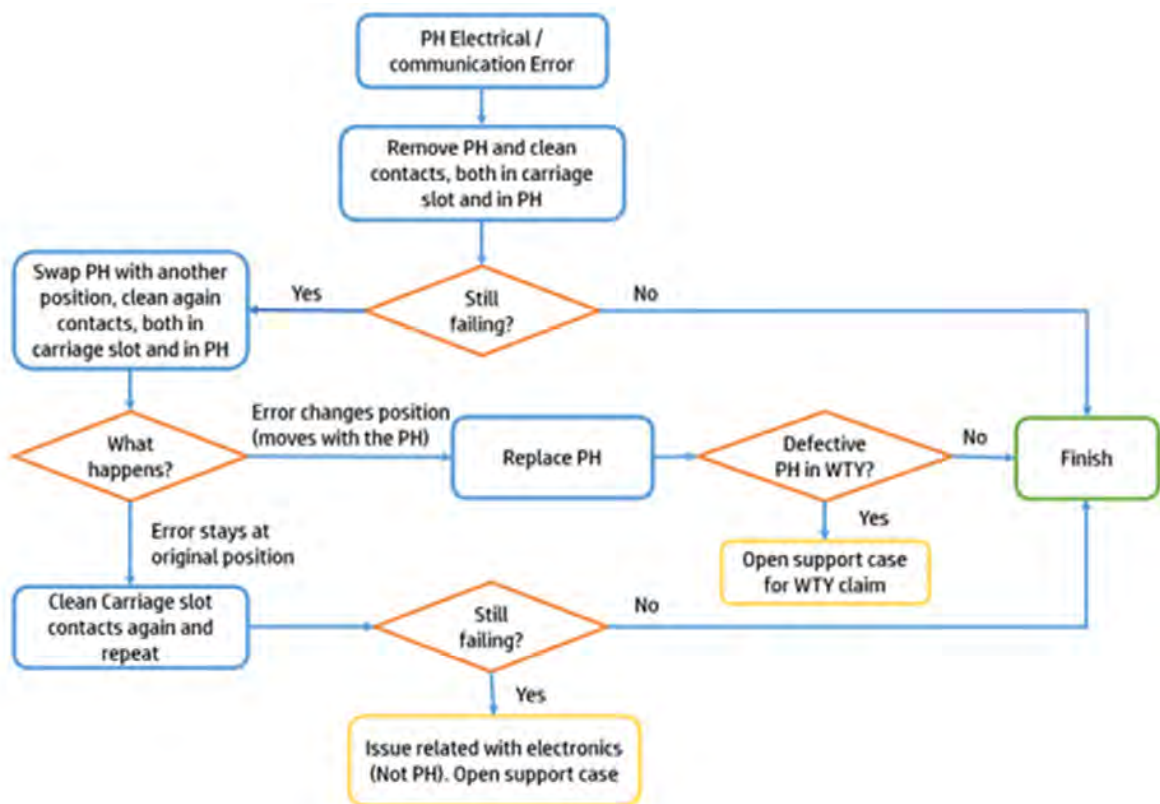 PH Electrical /
communication Error
Remove PH and clean
contacts, both in carriage
slot and in PH
Swap PH with another
position, clean again
contacts, both in
carriage slot and in PH
Yes
Still
failing?
No
What
happens?
Error changes position
(moves with the PH)
Replace PH
Defective
PH in WTY?
No
Finish
Yes
Open support case
for WTY claim
Error stays at
original position
Clean Carriage slot
contacts again and
repeat
Still
failing?
No
Yes
Issue related with electronics
(Not PH). Open support case